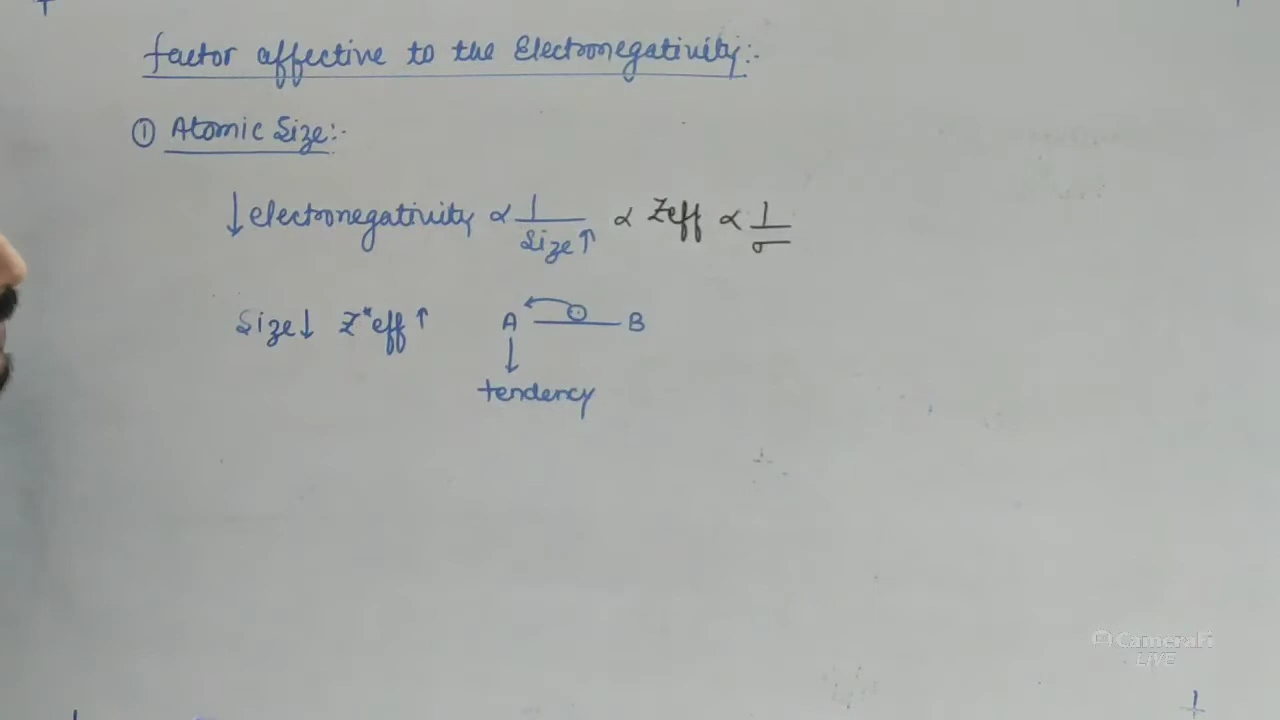 factor affective to the Electronegativity:-
① Atomic Size:-
↓ electronegativity ∝ 1/Size↑ ∝ Zeff ∝ 1/σ
Size↓ Z*eff ↑ A — B
↓
tendency
CameraFi
LIVE